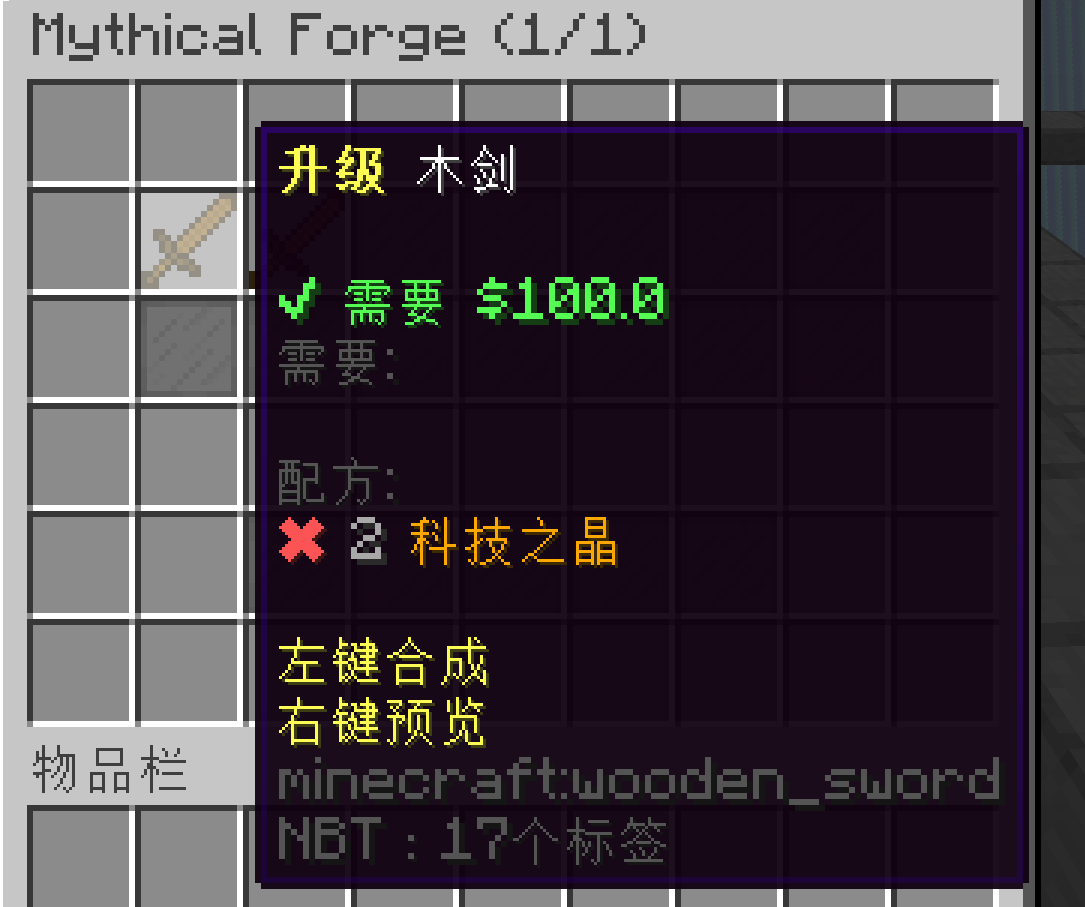 Mythical Forge (1/1)
升级 木剑
✔ 需要 $100.0
需要:
配方:
✖ 2 科技之晶
左键合成
右键预览
物品栏
minecraft:wooden_sword
NBT : 17个标签